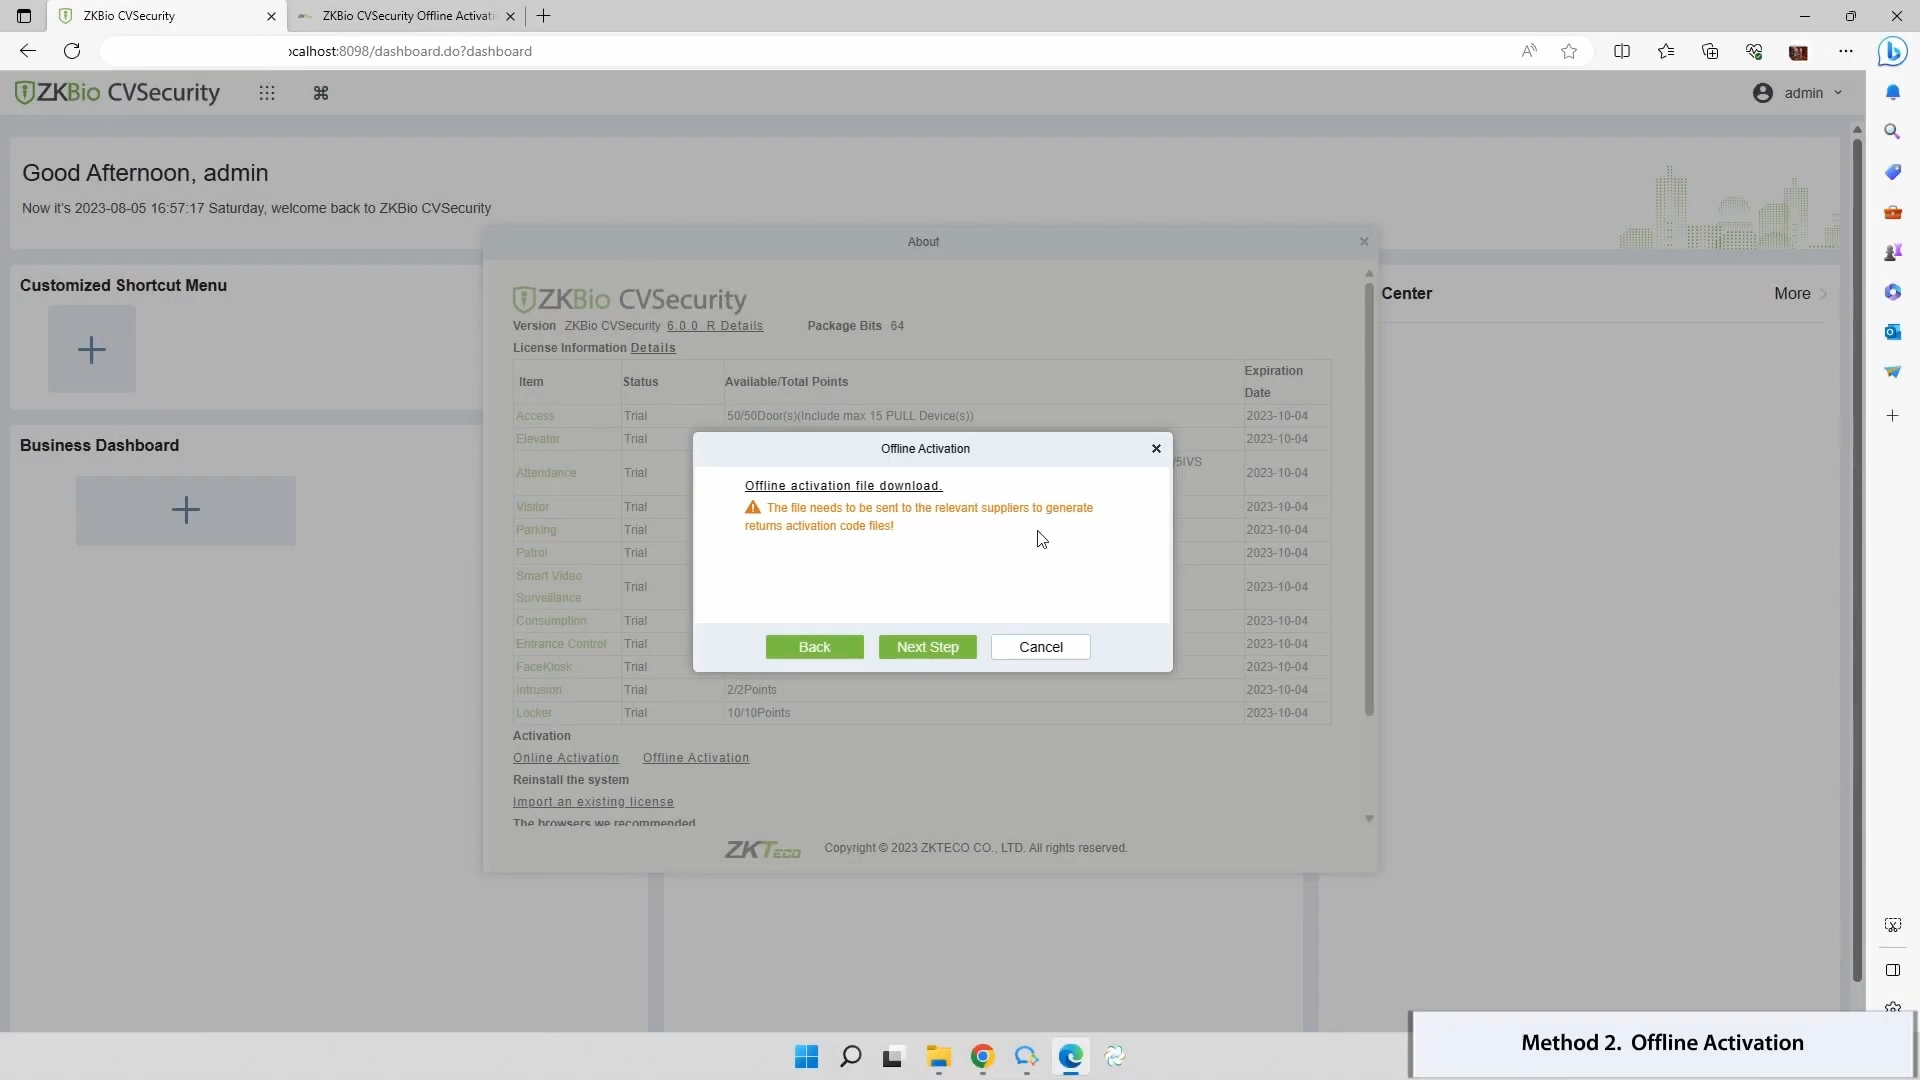 ZKBio CVSecurity
ZKBio CVSecurity Offline Activati
ocalhost:8098/dashboard.do?dashboard
ZKBio CVSecurity
admin
Good Afternoon, admin
Now it's 2023-08-05 16:57:17 Saturday, welcome back to ZKBio CVSecurity
Customized Shortcut Menu
Business Dashboard
Center
More
About
ZKBio CVSecurity
Version ZKBio CVSecurity 6.0.0_R Details Package Bits 64
License Information Details
Item Status Available/Total Points Expiration Date
Access Trial 50/50Door(s)(Include max 15 PULL Device(s)) 2023-10-04
Elevator Trial 2023-10-04
Attendance Trial /5IVS 2023-10-04
Visitor Trial 2023-10-04
Parking Trial 2023-10-04
Patrol Trial 2023-10-04
Smart Video Surveillance Trial 2023-10-04
Consumption Trial 2023-10-04
Entrance Control Trial 2023-10-04
FaceKiosk Trial 2023-10-04
Intrusion Trial 2/2Points 2023-10-04
Locker Trial 10/10Points 2023-10-04
Activation
Online Activation Offline Activation
Reinstall the system
Import an existing license
The browsers we recommended
ZKTECO Copyright © 2023 ZKTECO CO., LTD. All rights reserved.
Offline Activation
Offline activation file download.
The file needs to be sent to the relevant suppliers to generate
returns activation code files!
Back Next Step Cancel
Method 2. Offline Activation